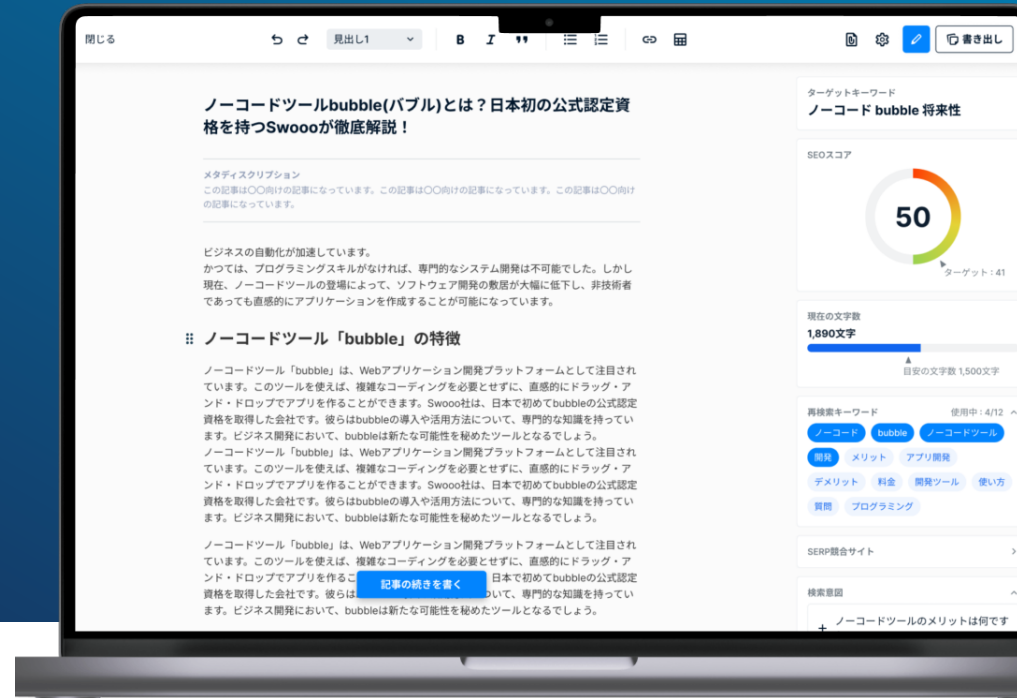 閉じる
見出し1
B I
書き出し
ノーコードツールbubble(バブル)とは？日本初の公式認定資
格を持つSwoooが徹底解説！
メタディスクリプション
この記事は〇〇向けの記事になっています。この記事は〇〇向けの記事になっています。この記事は〇〇向け
の記事になっています。
ビジネスの自動化が加速しています。
かつては、プログラミングスキルがなければ、専門的なシステム開発は不可能でした。しかし
現在、ノーコードツールの登場によって、ソフトウェア開発の敷居が大幅に低下し、非技術者
であっても直感的にアプリケーションを作成することが可能になっています。
ノーコードツール「bubble」の特徴
ノーコードツール「bubble」は、Webアプリケーション開発プラットフォームとして注目され
ています。このツールを使えば、複雑なコーディングを必要とせずに、直感的にドラッグ・ア
ンド・ドロップでアプリを作ることができます。Swooo社は、日本で初めてbubbleの公式認定
資格を取得した会社です。彼らはbubbleの導入や活用方法について、専門的な知識を持ってい
ます。ビジネス開発において、bubbleは新たな可能性を秘めたツールとなるでしょう。
ノーコードツール「bubble」は、Webアプリケーション開発プラットフォームとして注目され
ています。このツールを使えば、複雑なコーディングを必要とせずに、直感的にドラッグ・ア
ンド・ドロップでアプリを作ることができます。Swooo社は、日本で初めてbubbleの公式認定
資格を取得した会社です。彼らはbubbleの導入や活用方法について、専門的な知識を持ってい
ます。ビジネス開発において、bubbleは新たな可能性を秘めたツールとなるでしょう。
ノーコードツール「bubble」は、Webアプリケーション開発プラットフォームとして注目され
ています。このツールを使えば、複雑なコーディングを必要とせずに、直感的にドラッグ・ア
ンド・ドロップでアプリを作るこ 日本で初めてbubbleの公式認定
資格を取得した会社です。彼らは ついて、専門的な知識を持ってい
ます。ビジネス開発において、bubbleは新たな可能性を秘めたツールとなるでしょう。
記事の続きを書く
ターゲットキーワード
ノーコード bubble 将来性
SEOスコア
50
ターゲット：41
現在の文字数
1,890文字
目安の文字数 1,500文字
再検索キーワード 使用中：4/12
ノーコード bubble ノーコードツール
開発 メリット アプリ開発
デメリット 料金 開発ツール 使い方
質問 プログラミング
SERP競合サイト
検索意図
ノーコードツールのメリットは何です